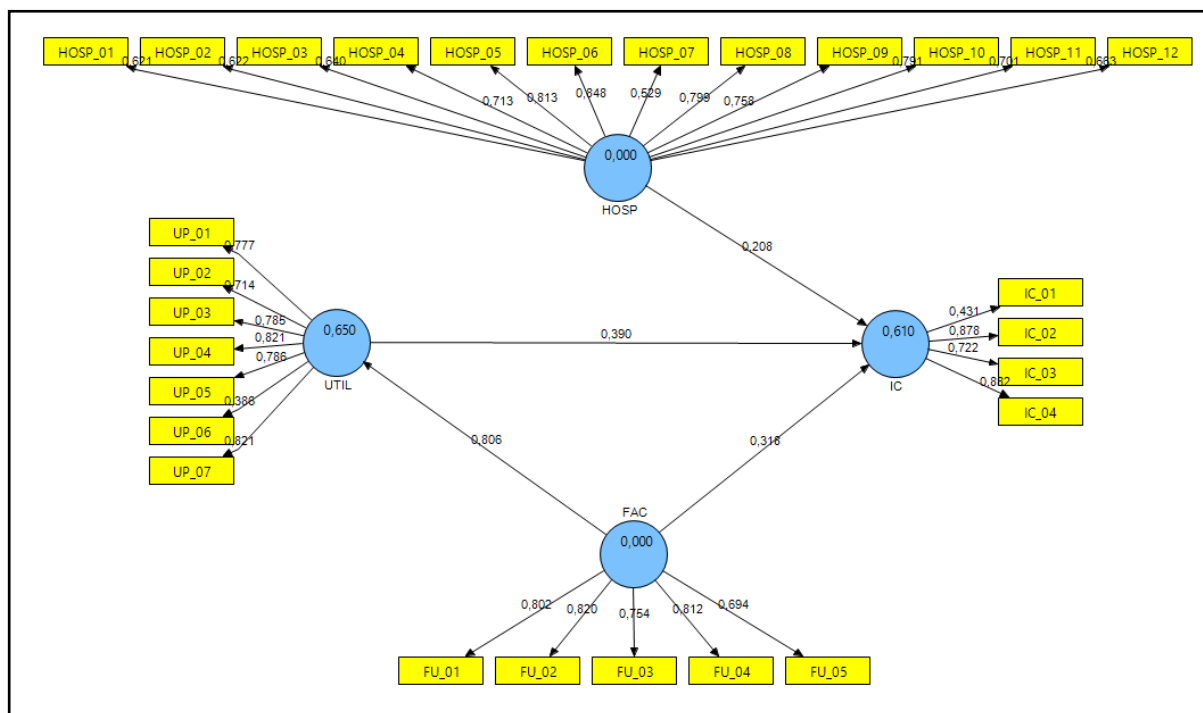 HOSP_01 HOSP_02 HOSP_03 HOSP_04 HOSP_05 HOSP_06 HOSP_07 HOSP_08 HOSP_09 HOSP_10 HOSP_11 HOSP_12
0,621 0,622 0,640 0,713 0,813 0,848 0,529 0,799 0,758 0,791 0,701 0,663
0,000
HOSP
0,208
UP_01
0,777
UP_02
0,714
UP_03
0,785
UP_04
0,821
UP_05
0,786
UP_06
0,388
UP_07
0,821
0,650
UTIL
0,390
0,610
IC
IC_01
0,431
IC_02
0,878
IC_03
0,722
IC_04
0,882
0,806
0,318
FAC
0,000
0,802 0,820 0,754 0,812 0,694
FU_01 FU_02 FU_03 FU_04 FU_05